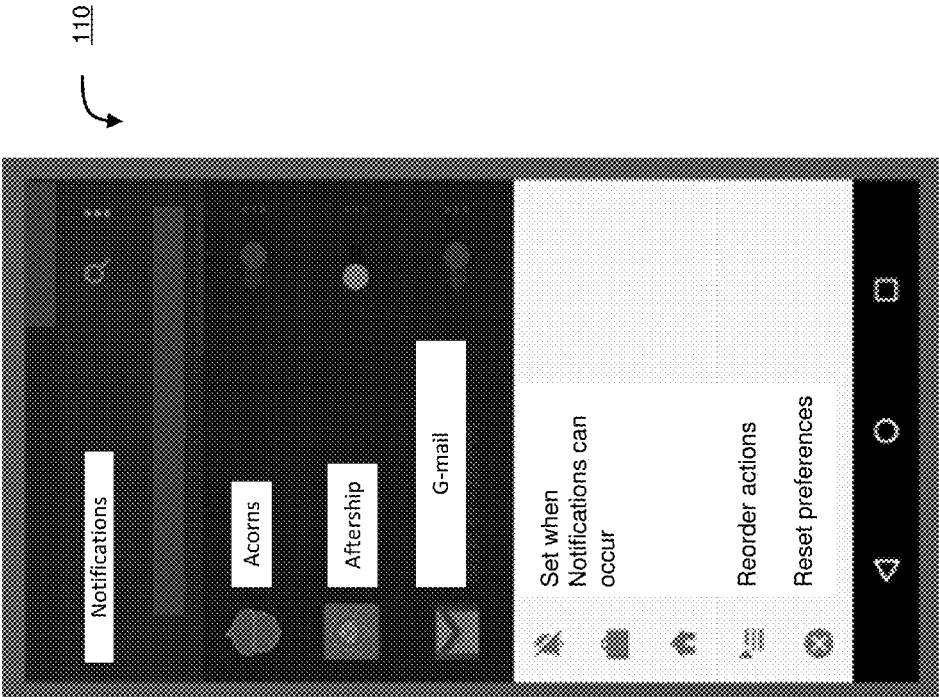 110
Notifications
Acorns
Aftership
G-mail
Set when
Notifications can
occur
Reorder actions
Reset preferences